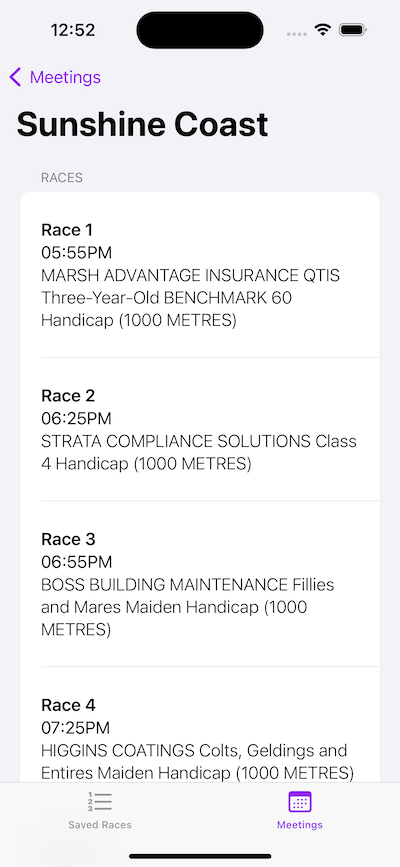 12:52
Meetings
Sunshine Coast
RACES
Race 1
05:55PM
MARSH ADVANTAGE INSURANCE QTIS
Three-Year-Old BENCHMARK 60
Handicap (1000 METRES)
Race 2
06:25PM
STRATA COMPLIANCE SOLUTIONS Class
4 Handicap (1000 METRES)
Race 3
06:55PM
BOSS BUILDING MAINTENANCE Fillies
and Mares Maiden Handicap (1000
METRES)
Race 4
07:25PM
HIGGINS COATINGS Colts, Geldings and
Entires Maiden Handicap (1000 METRES)
1
2
3
Saved Races
Meetings